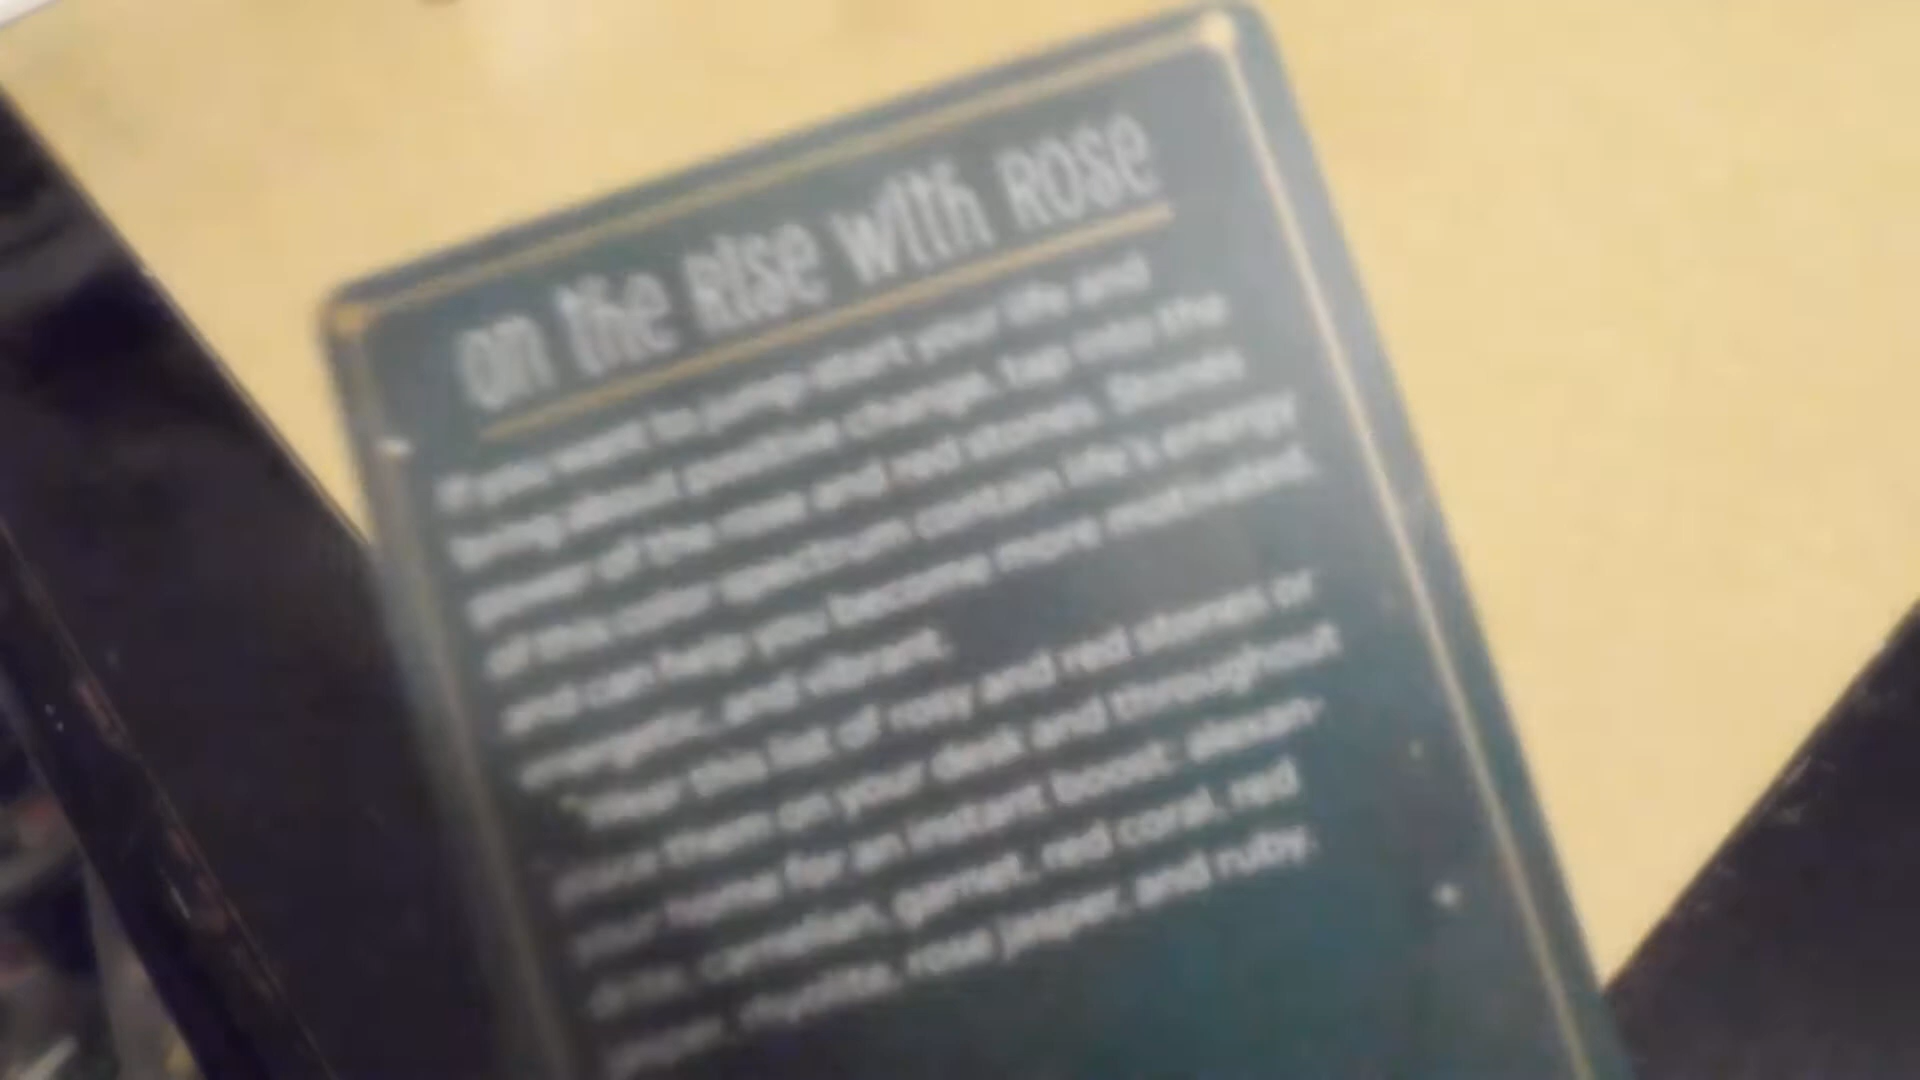 on the Rise with Rose
If you want to jump-start your life and
bring about positive change, tap into the
power of the rose and red stones. Stones
of this color spectrum contain life's energy
and can help you become more motivated,
energetic, and vibrant.
this list of rosy and red stones or
place them on your desk and throughout
your home for an instant boost: alexan-
drite, carnelian, garnet, red coral, red
jasper, rhyolite, rose jasper, and ruby.